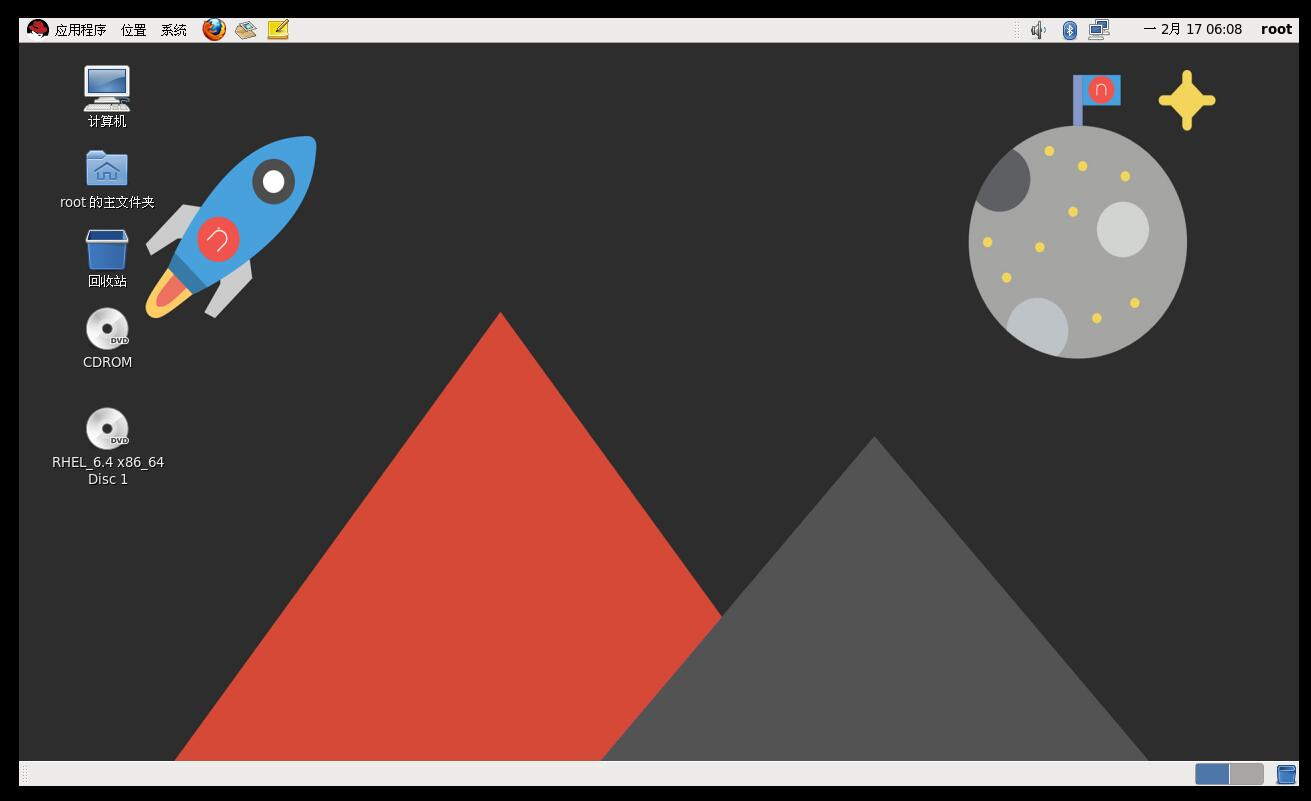 应用程序 位置 系统
一 2月 17 06:08 root
计算机
root 的主文件夹
回收站
DVD
CDROM
DVD
RHEL_6.4 x86_64
Disc 1
n
n